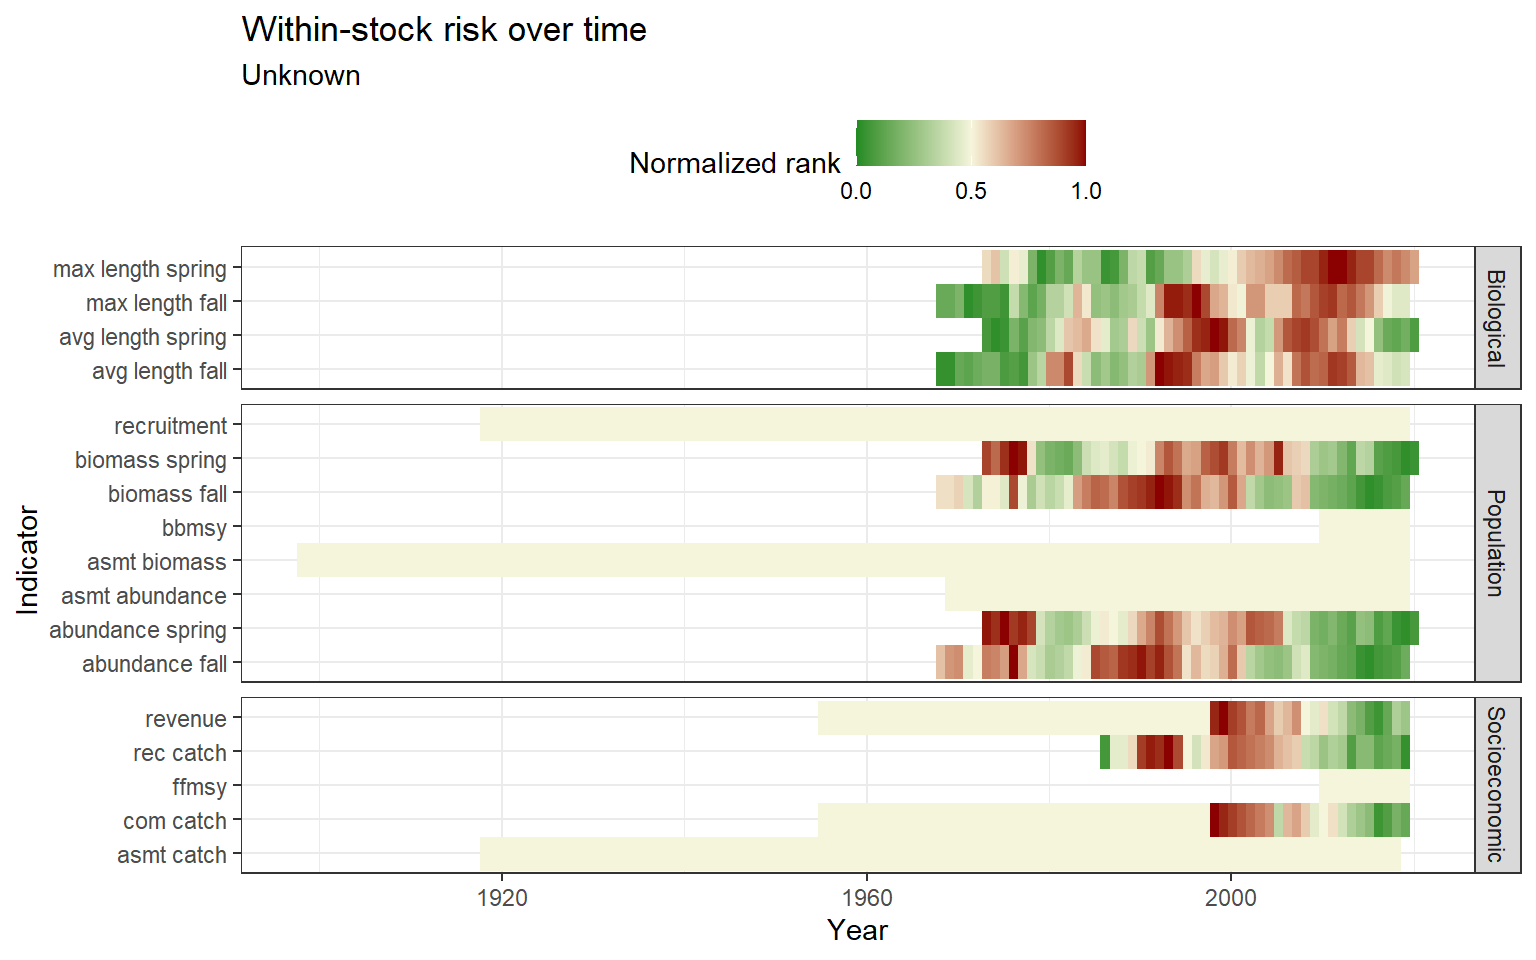 Within-stock risk over time
Unknown
Normalized rank
0.0 0.5 1.0
max length spring
max length fall
avg length spring
avg length fall
Biological
recruitment
biomass spring
biomass fall
bbmsy
asmt biomass
asmt abundance
abundance spring
abundance fall
Population
revenue
rec catch
ffmsy
com catch
asmt catch
Socioeconomic
Indicator
1920 1960 2000
Year